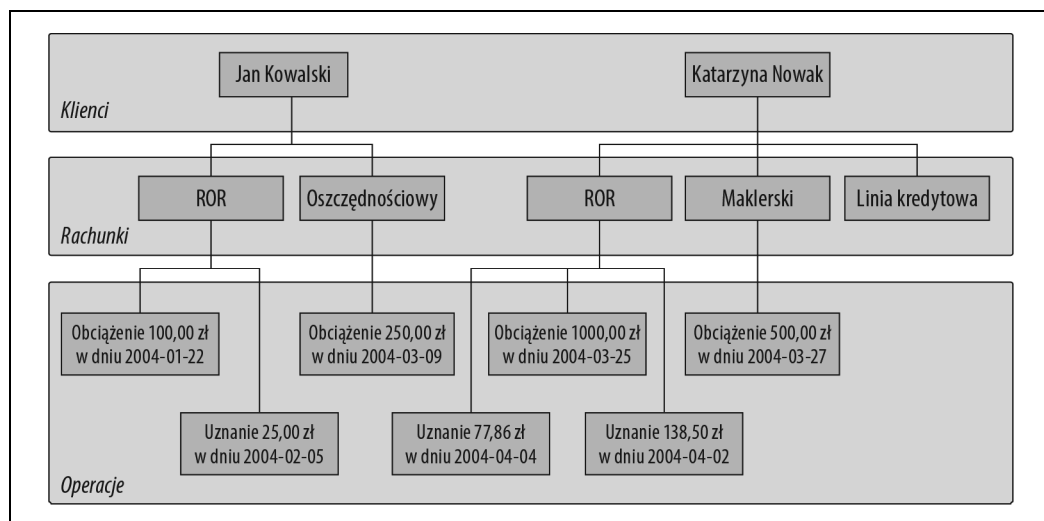 Jan Kowalski
Katarzyna Nowak
Klienci
ROR
Oszczędnościowy
ROR
Maklerski
Linia kredytowa
Rachunki
Obciążenie 100,00 zł
w dniu 2004-01-22
Obciążenie 250,00 zł
w dniu 2004-03-09
Obciążenie 1000,00 zł
w dniu 2004-03-25
Obciążenie 500,00 zł
w dniu 2004-03-27
Uznanie 25,00 zł
w dniu 2004-02-05
Uznanie 77,86 zł
w dniu 2004-04-04
Uznanie 138,50 zł
w dniu 2004-04-02
Operacje